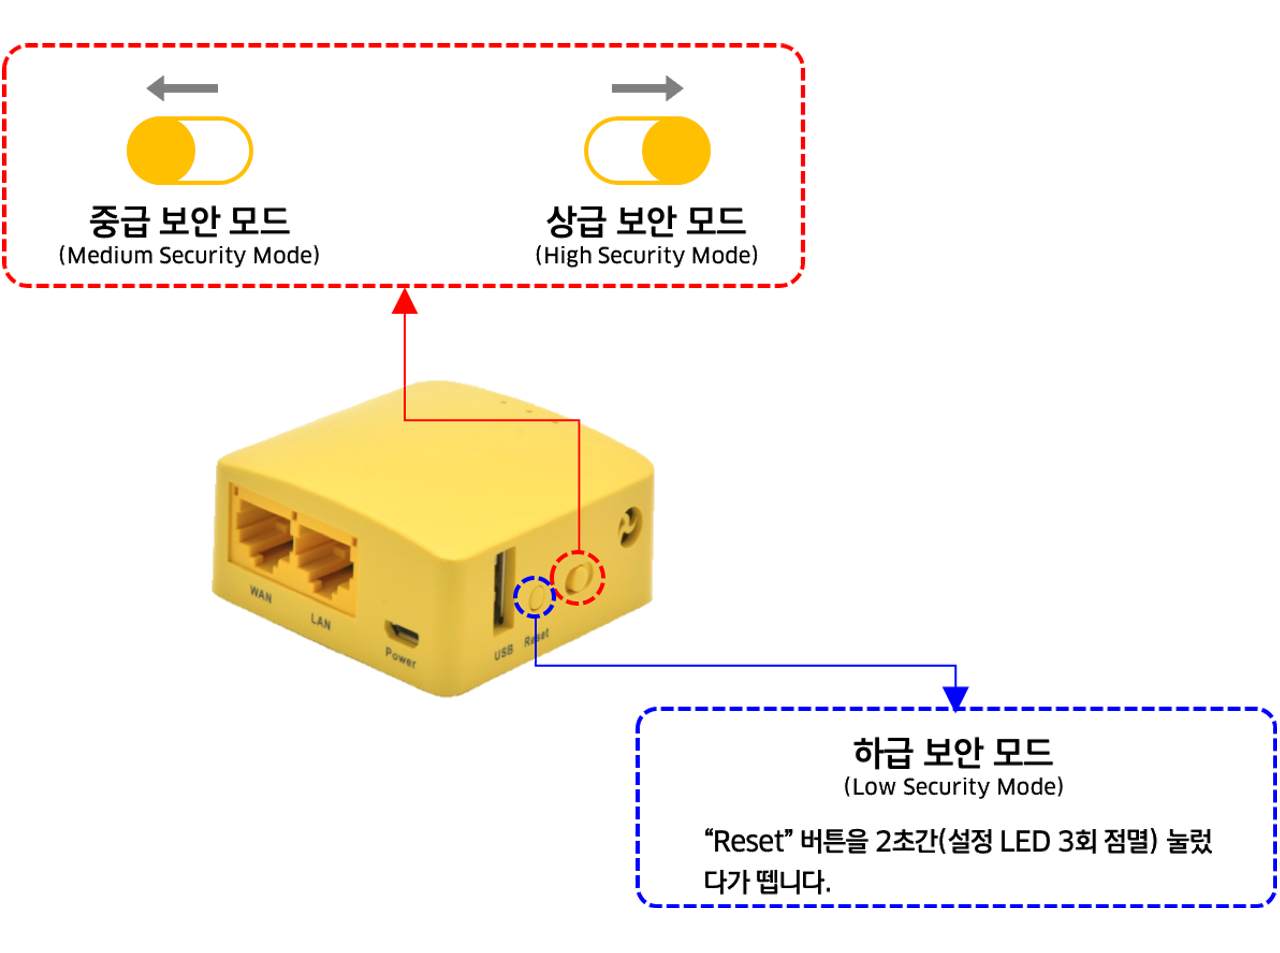 중급 보안 모드
(Medium Security Mode)
상급 보안 모드
(High Security Mode)
WAN
LAN
Power
USB
Reset
하급 보안 모드
(Low Security Mode)
“Reset” 버튼을 2초간(설정 LED 3회 점멸) 눌렀
다가 뗍니다.